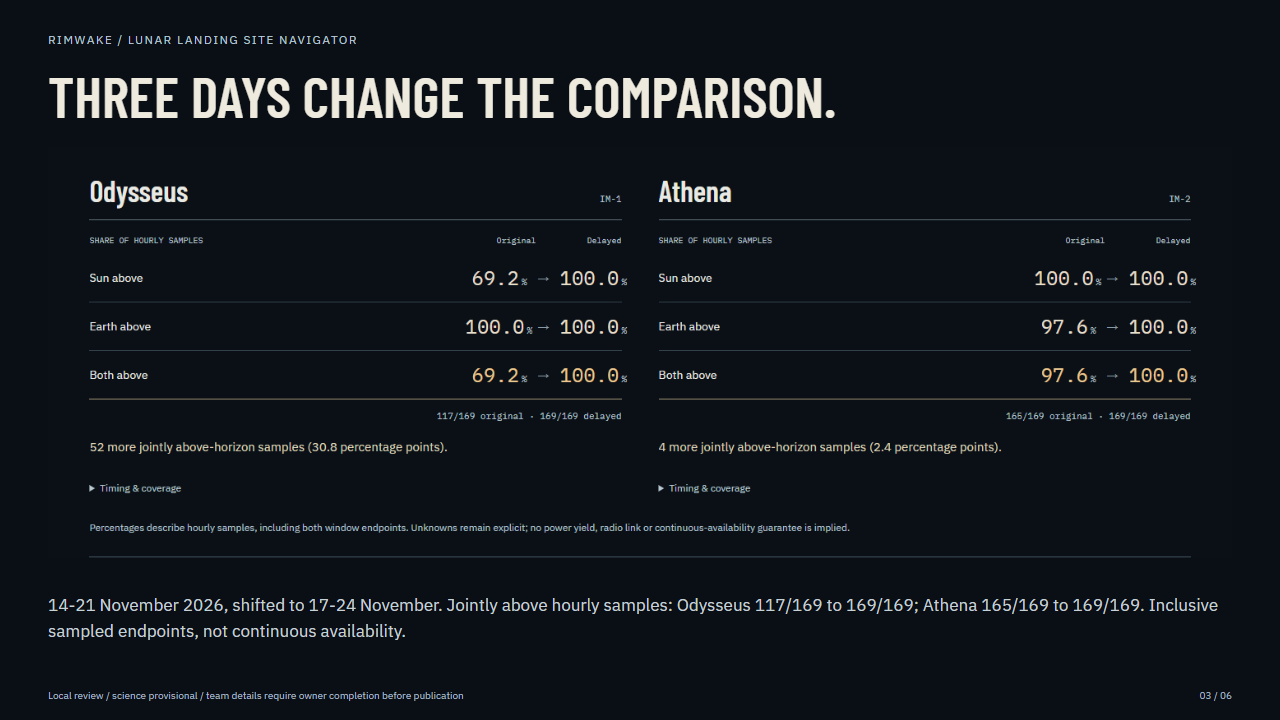 RIMWAKE / LUNAR LANDING SITE NAVIGATOR
THREE DAYS CHANGE THE COMPARISON.
Odysseus IM-1
SHARE OF HOURLY SAMPLES Original Delayed
Sun above 69.2% → 100.0%
Earth above 100.0% → 100.0%
Both above 69.2% → 100.0%
117/169 original · 169/169 delayed
52 more jointly above-horizon samples (30.8 percentage points).
▶ Timing & coverage
Athena IM-2
SHARE OF HOURLY SAMPLES Original Delayed
Sun above 100.0% → 100.0%
Earth above 97.6% → 100.0%
Both above 97.6% → 100.0%
165/169 original · 169/169 delayed
4 more jointly above-horizon samples (2.4 percentage points).
▶ Timing & coverage
Percentages describe hourly samples, including both window endpoints. Unknowns remain explicit; no power yield, radio link or continuous-availability guarantee is implied.
14-21 November 2026, shifted to 17-24 November. Jointly above hourly samples: Odysseus 117/169 to 169/169; Athena 165/169 to 169/169. Inclusive
sampled endpoints, not continuous availability.
Local review / science provisional / team details require owner completion before publication
03 / 06